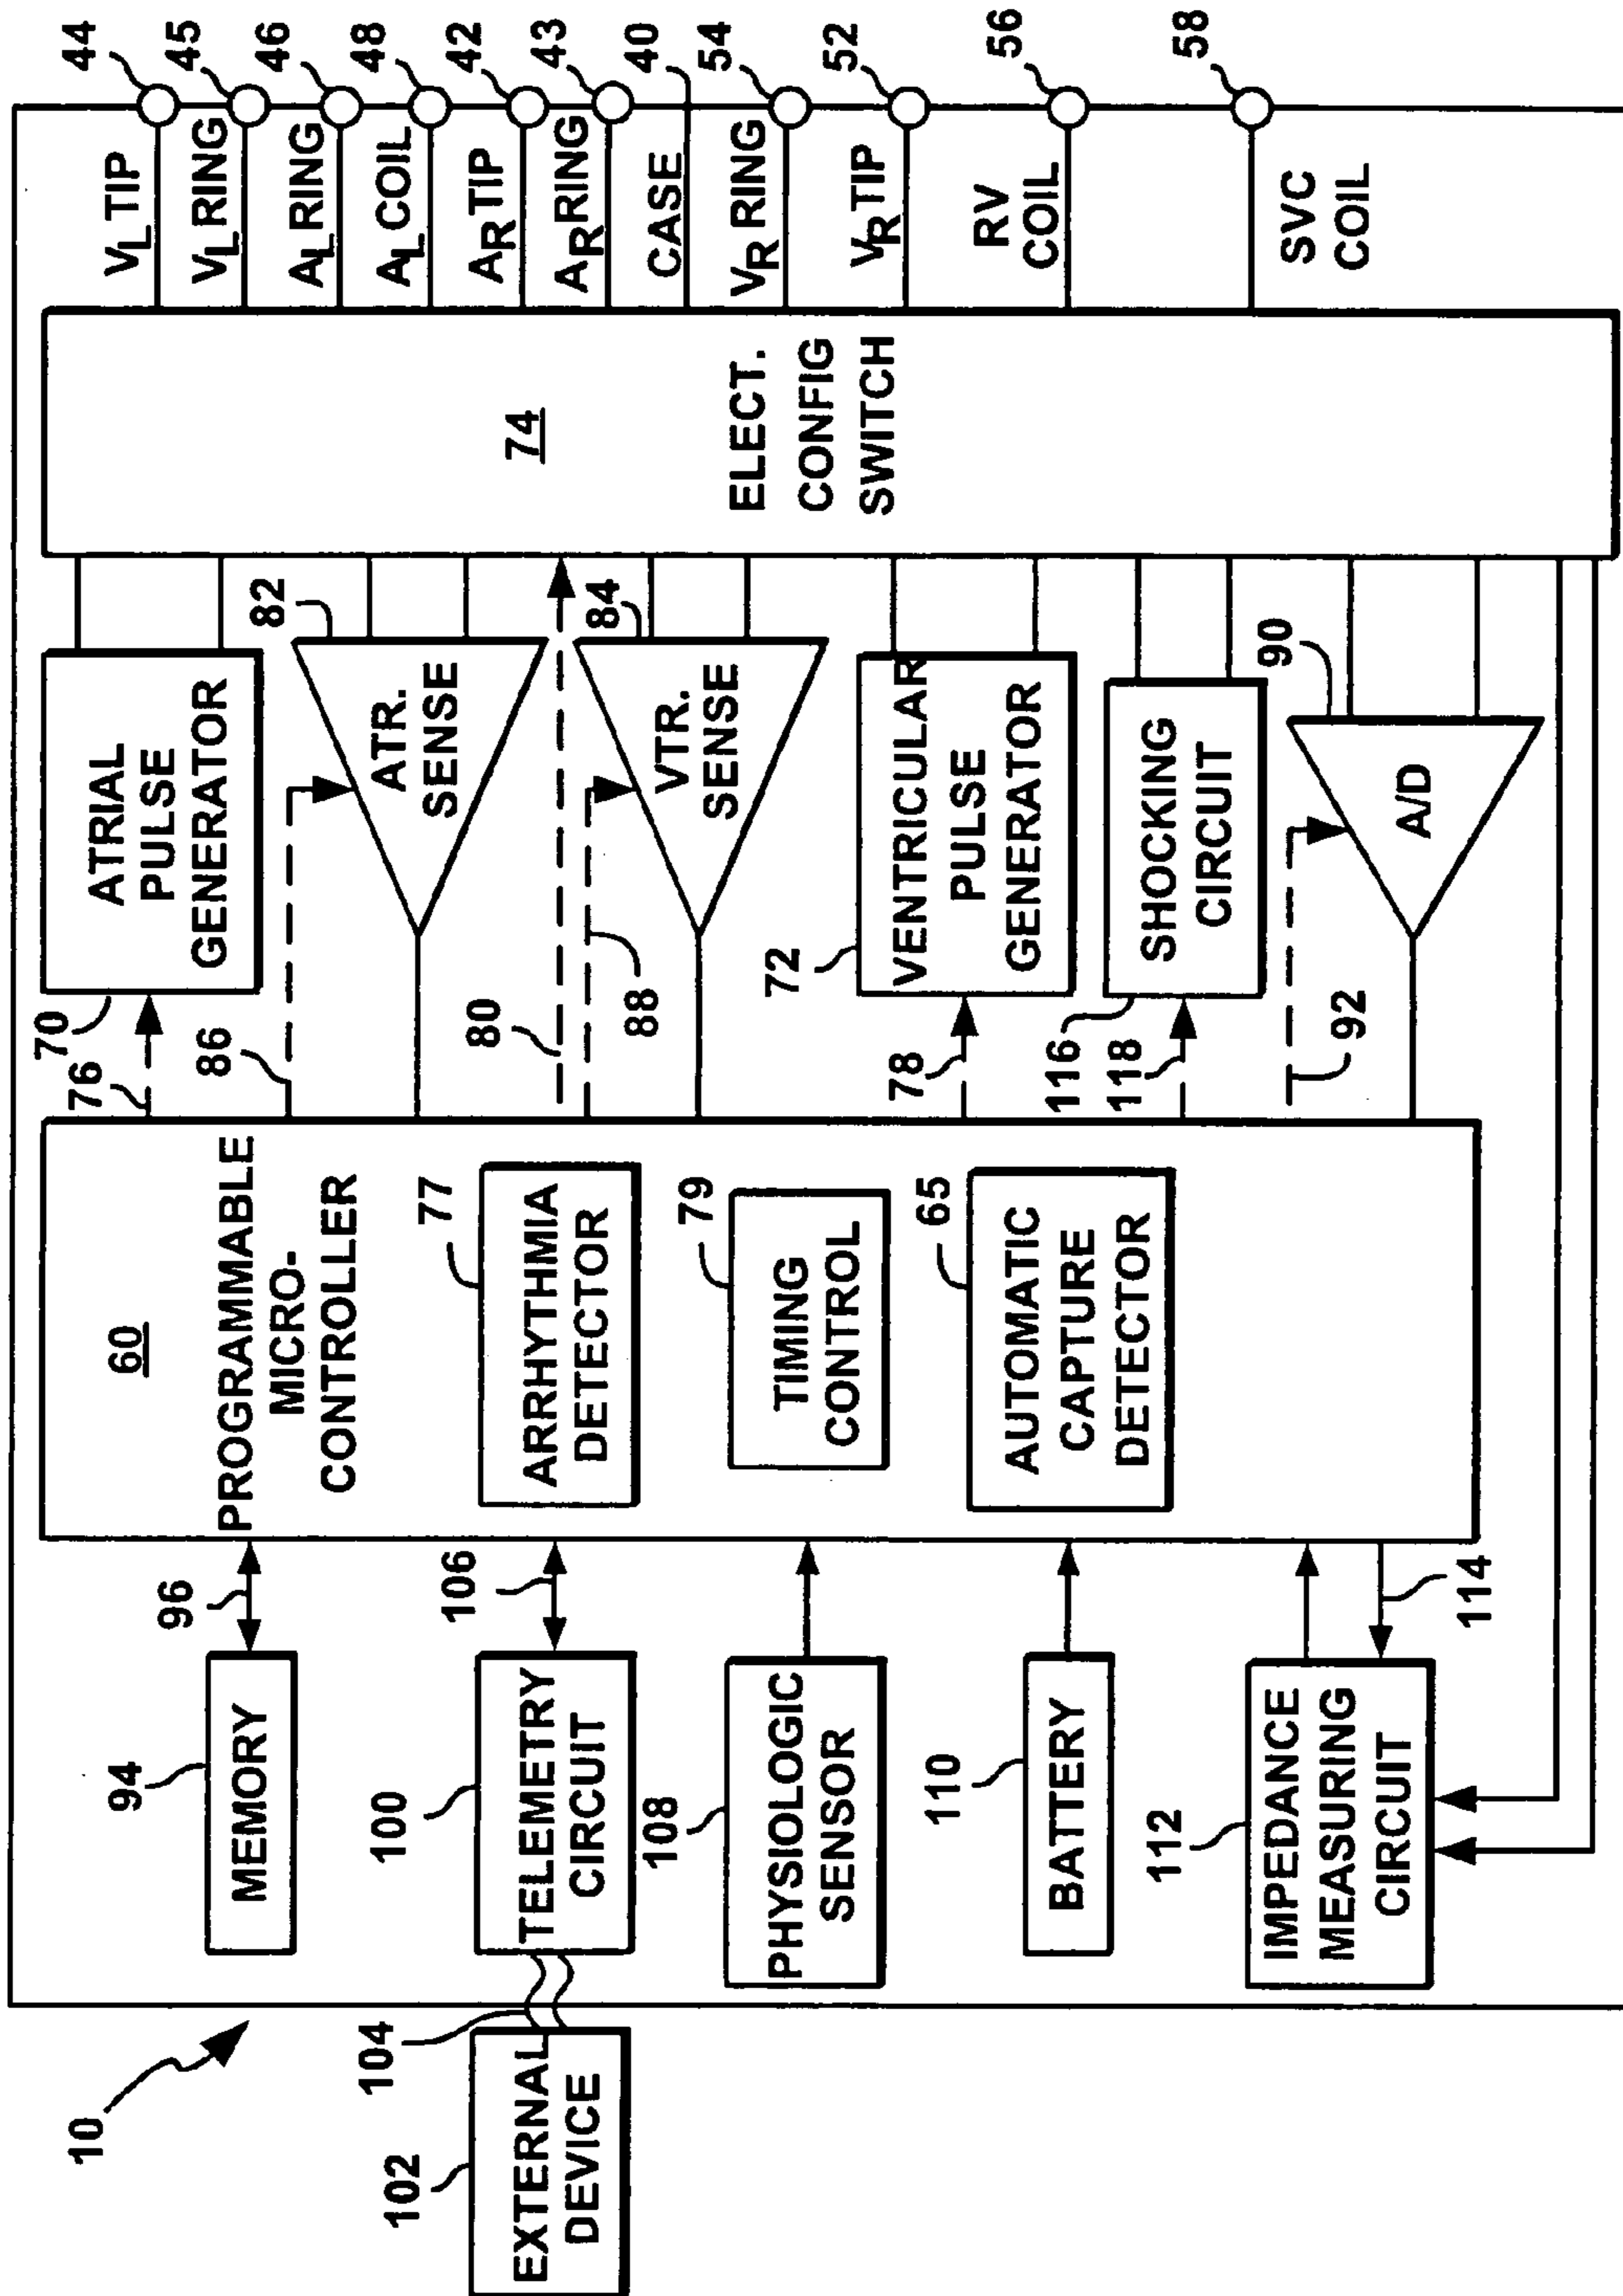 10
102
EXTERNAL
DEVICE
104
94
MEMORY
96
100
TELEMETRY
CIRCUIT
106
108
PHYSIOLOGIC
SENSOR
110
BATTERY
112
IMPEDANCE
MEASURING
CIRCUIT
114
60
PROGRAMMABLE
MICRO-
CONTROLLER
77
ARRHYTHMIA
DETECTOR
79
TIMING
CONTROL
65
AUTOMATIC
CAPTURE
DETECTOR
70
76
ATRIAL
PULSE
GENERATOR
86
82
ATR.
SENSE
80
88
84
VTR.
SENSE
72
78
VENTRICULAR
PULSE
GENERATOR
116
118
SHOCKING
CIRCUIT
90
92
A/D
74
ELECT.
CONFIG
SWITCH
VL TIP
44
VL RING
45
AL RING
46
AL COIL
48
AR TIP
42
AR RING
43
CASE
40
VR RING
54
VR TIP
52
RV
COIL
56
SVC
COIL
58